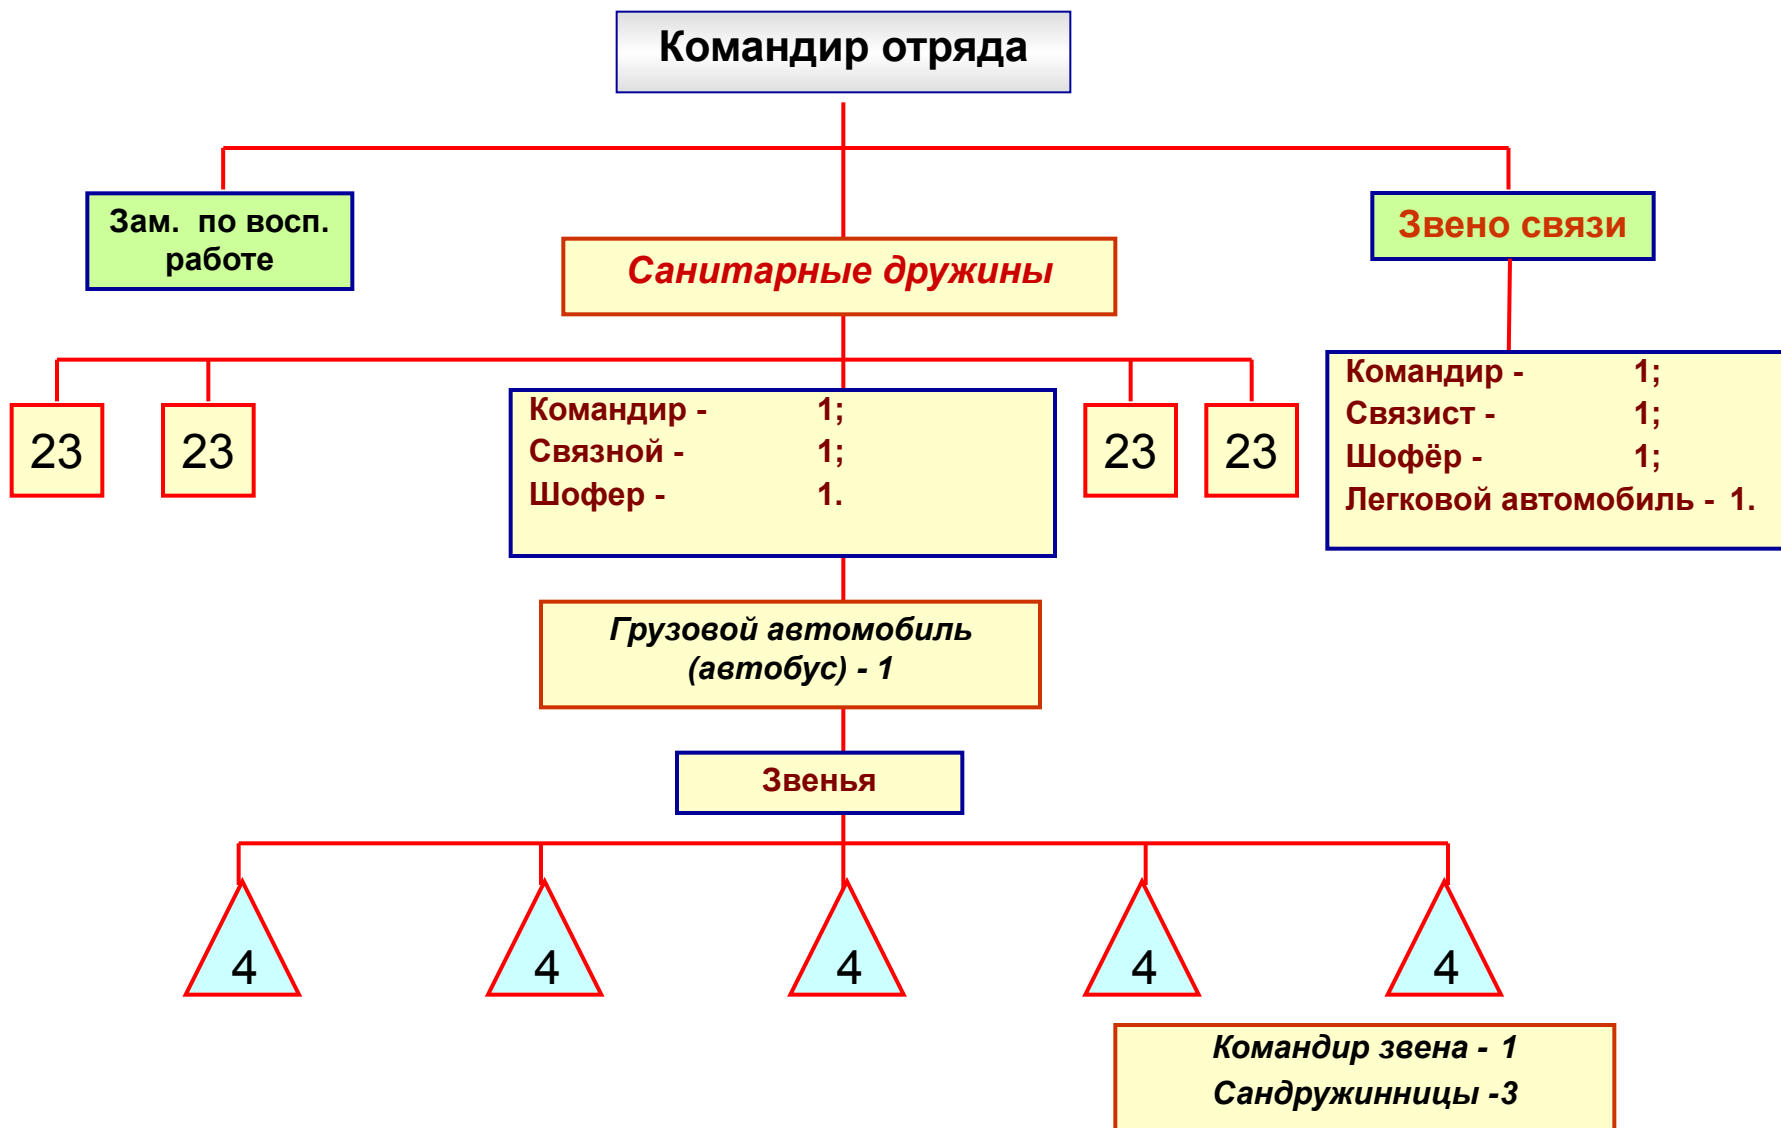 Командир отряда
Зам. по восп.
работе
Санитарные дружины
Звено связи
23
23
Командир - 1;
Связной - 1;
Шофер - 1.
23
23
Командир - 1;
Связист - 1;
Шофёр - 1;
Легковой автомобиль - 1.
Грузовой автомобиль
(автобус) - 1
Звенья
4
4
4
4
4
Командир звена - 1
Сандружинницы -3